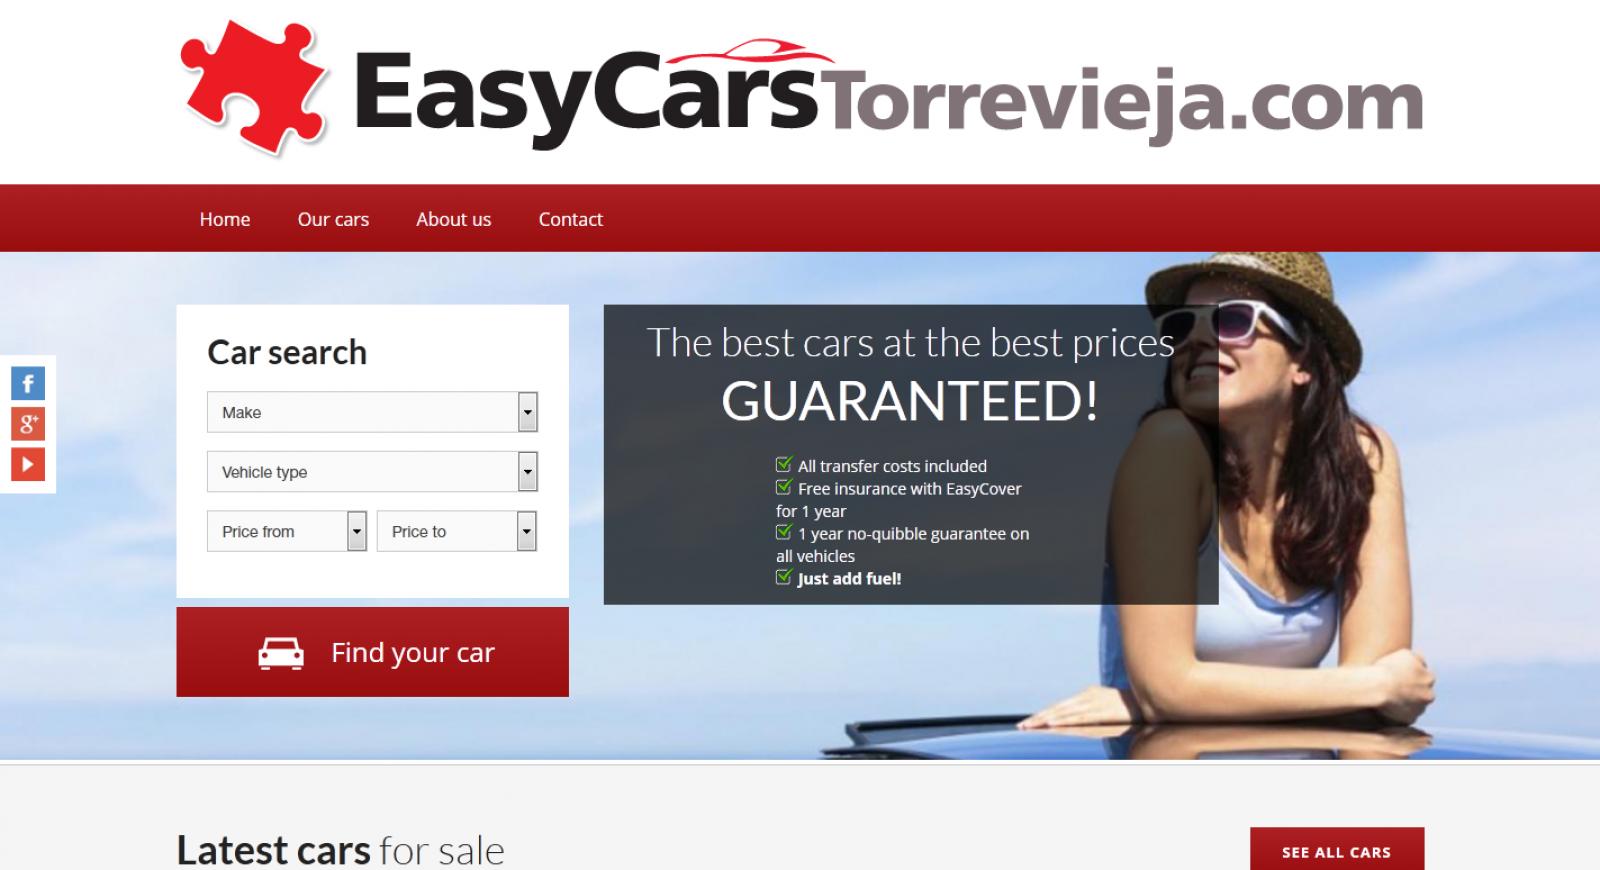 EasyCarsTorrevieja.com
Home Our cars About us Contact
Car search
Make
Vehicle type
Price from Price to
Find your car
The best cars at the best prices
GUARANTEED!
All transfer costs included
Free insurance with EasyCover
for 1 year
1 year no-quibble guarantee on
all vehicles
Just add fuel!
f
g+
Latest cars for sale
SEE ALL CARS